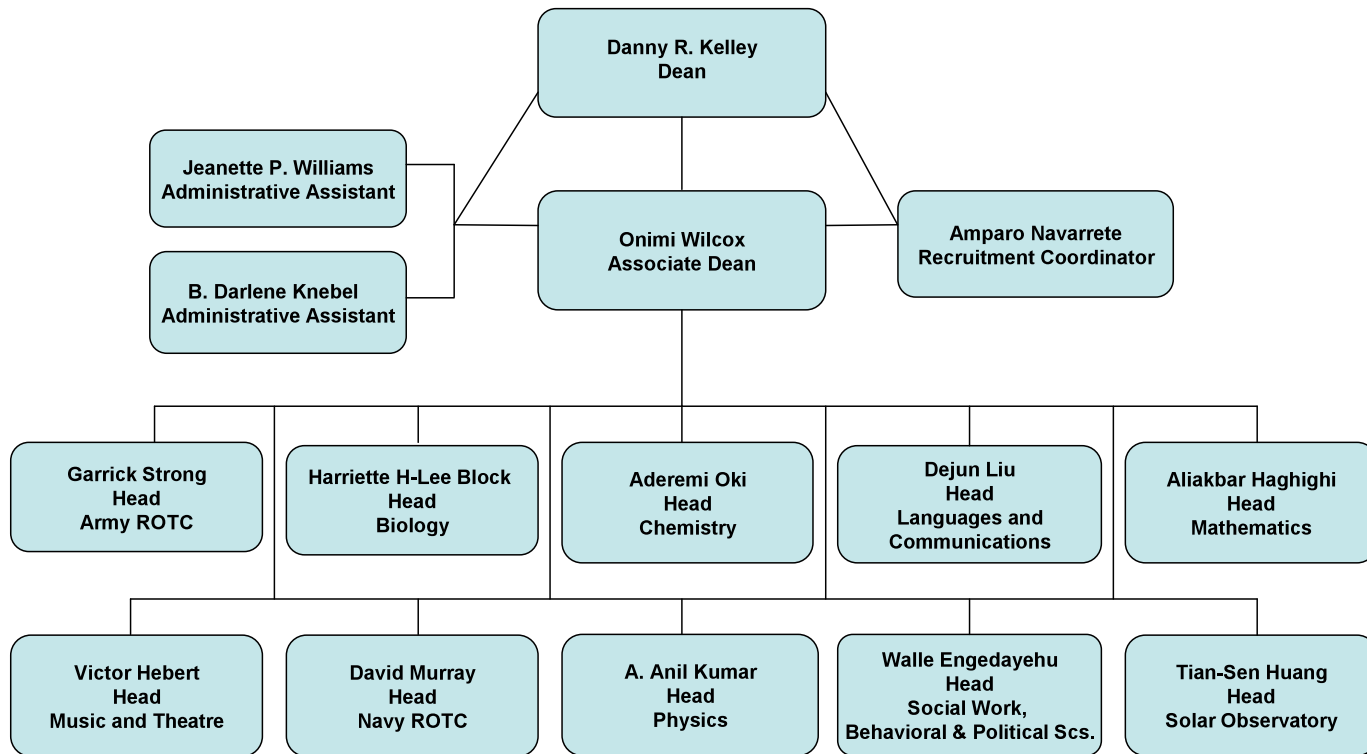 Danny R. Kelley
Dean
Jeanette P. Williams
Administrative Assistant
Onimi Wilcox
Associate Dean
Amparo Navarrete
Recruitment Coordinator
B. Darlene Knebel
Administrative Assistant
Garrick Strong
Head
Army ROTC
Harriette H-Lee Block
Head
Biology
Aderemi Oki
Head
Chemistry
Dejun Liu
Head
Languages and
Communications
Aliakbar Haghighi
Head
Mathematics
Victor Hebert
Head
Music and Theatre
David Murray
Head
Navy ROTC
A. Anil Kumar
Head
Physics
Walle Engedayehu
Head
Social Work,
Behavioral & Political Scs.
Tian-Sen Huang
Head
Solar Observatory